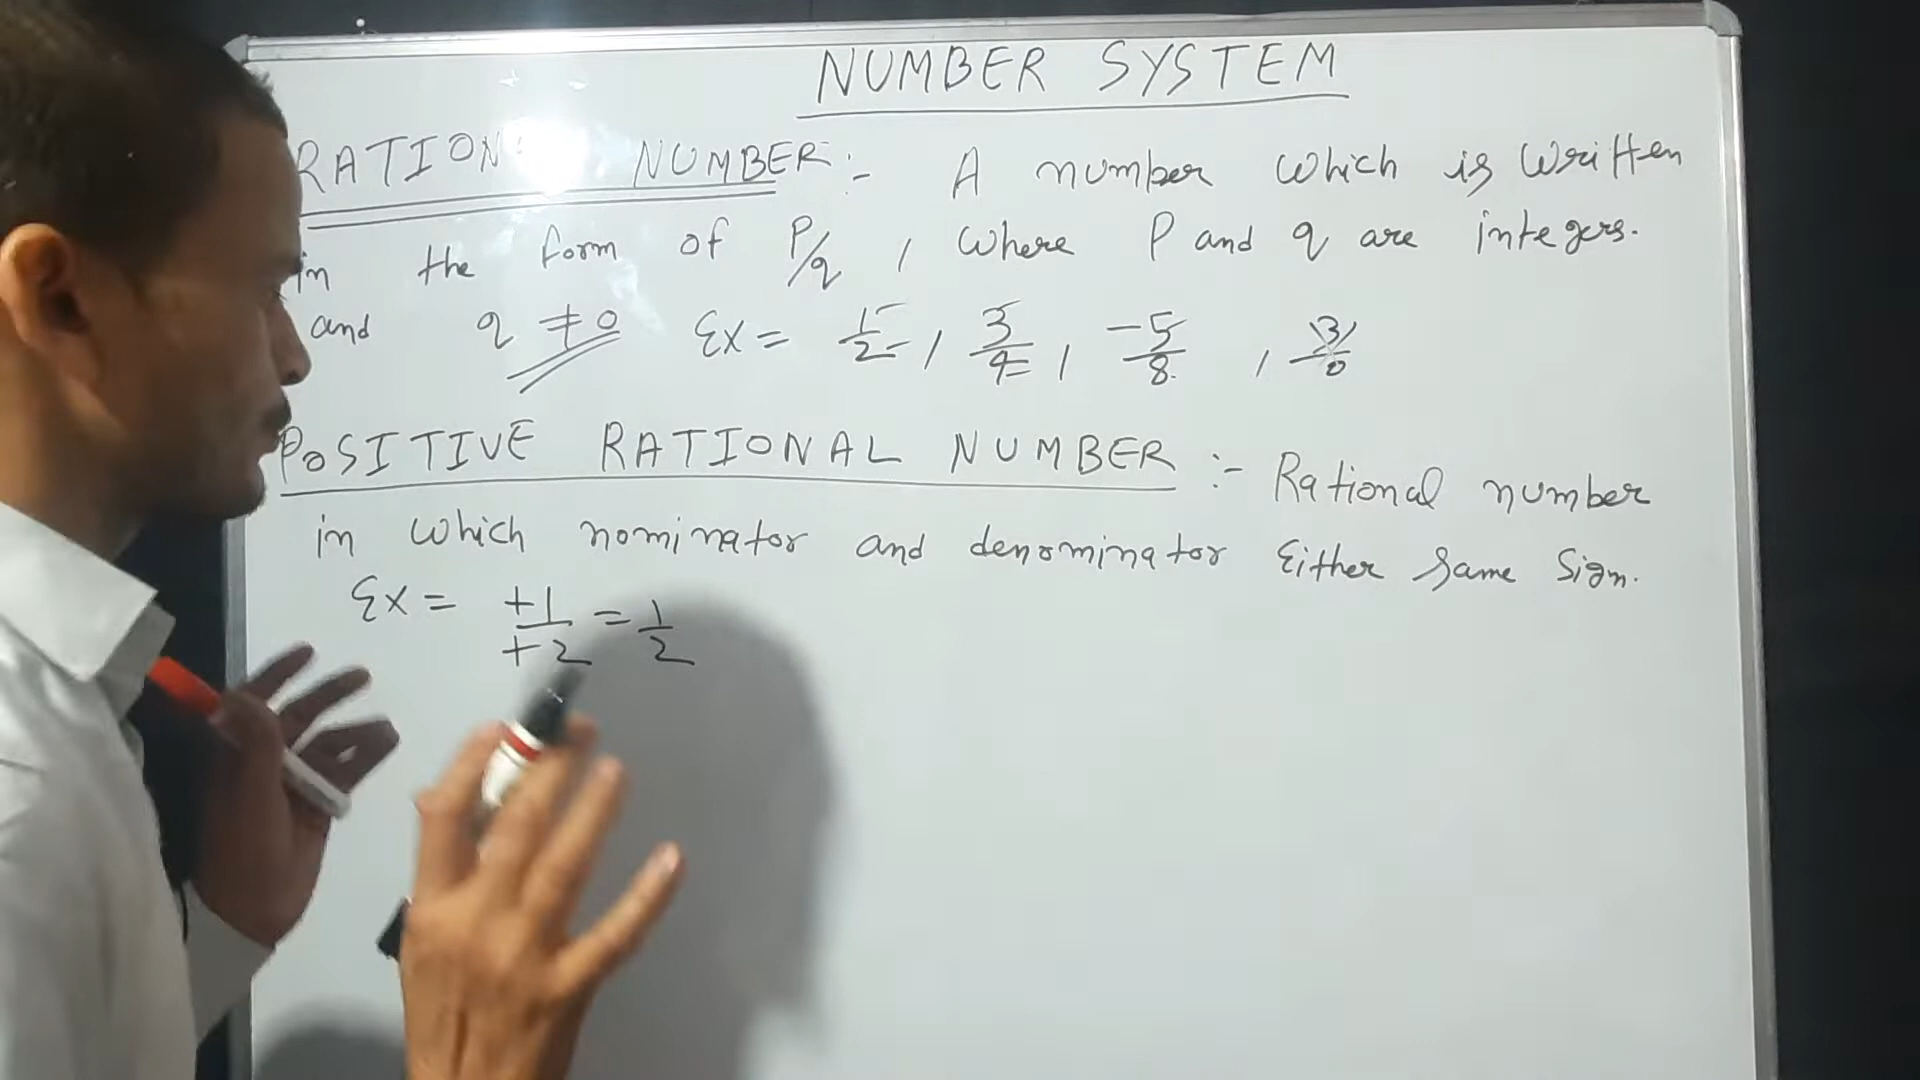 NUMBER SYSTEM
RATION NUMBER :- A number which is written
in the form of P/q , where P and q are integers.
and q ≠ 0 Ex = 1/2 , 3/4 , -5/8 , 3/0
POSITIVE RATIONAL NUMBER :- Rational number
in which nominator and denominator Either same sign.
Ex = +1/+2 = 1/2